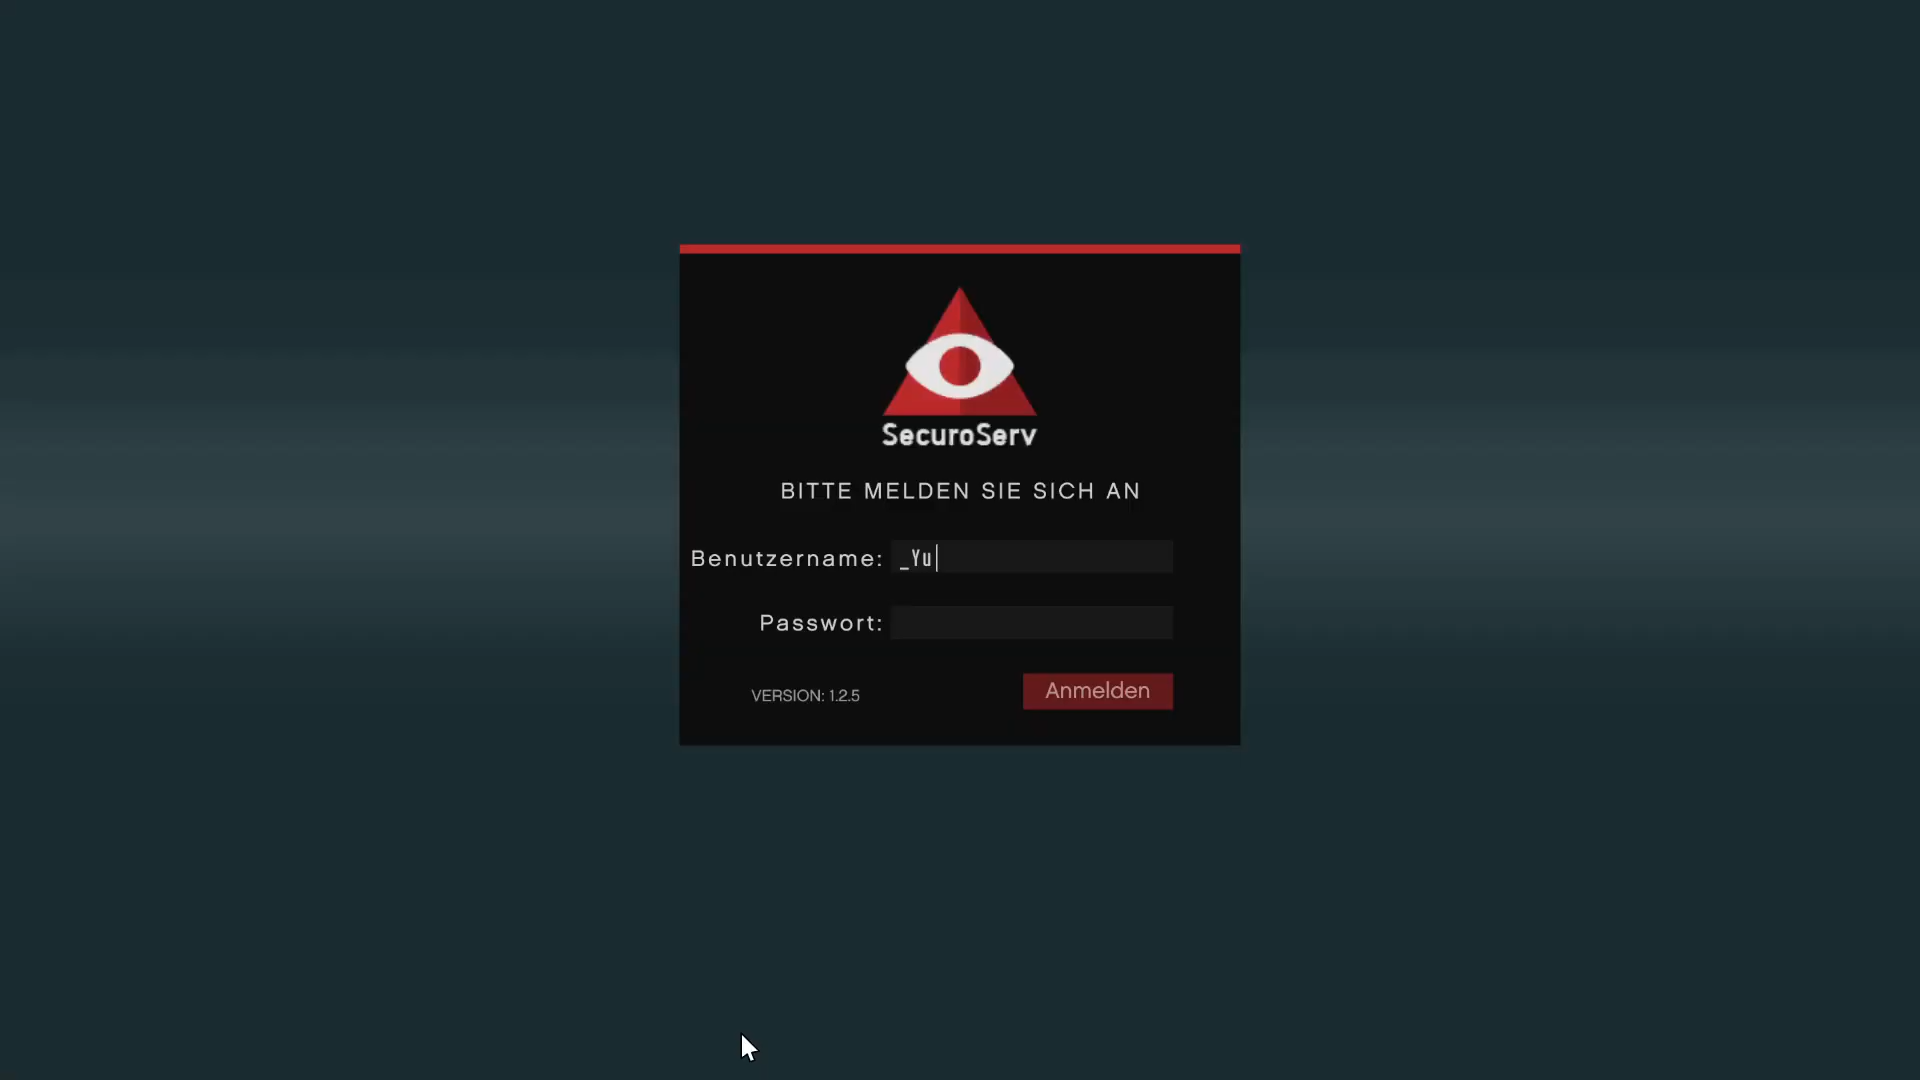 SecuroServ
BITTE MELDEN SIE SICH AN
Benutzername: _Yu
Passwort:
VERSION: 1.2.5
Anmelden